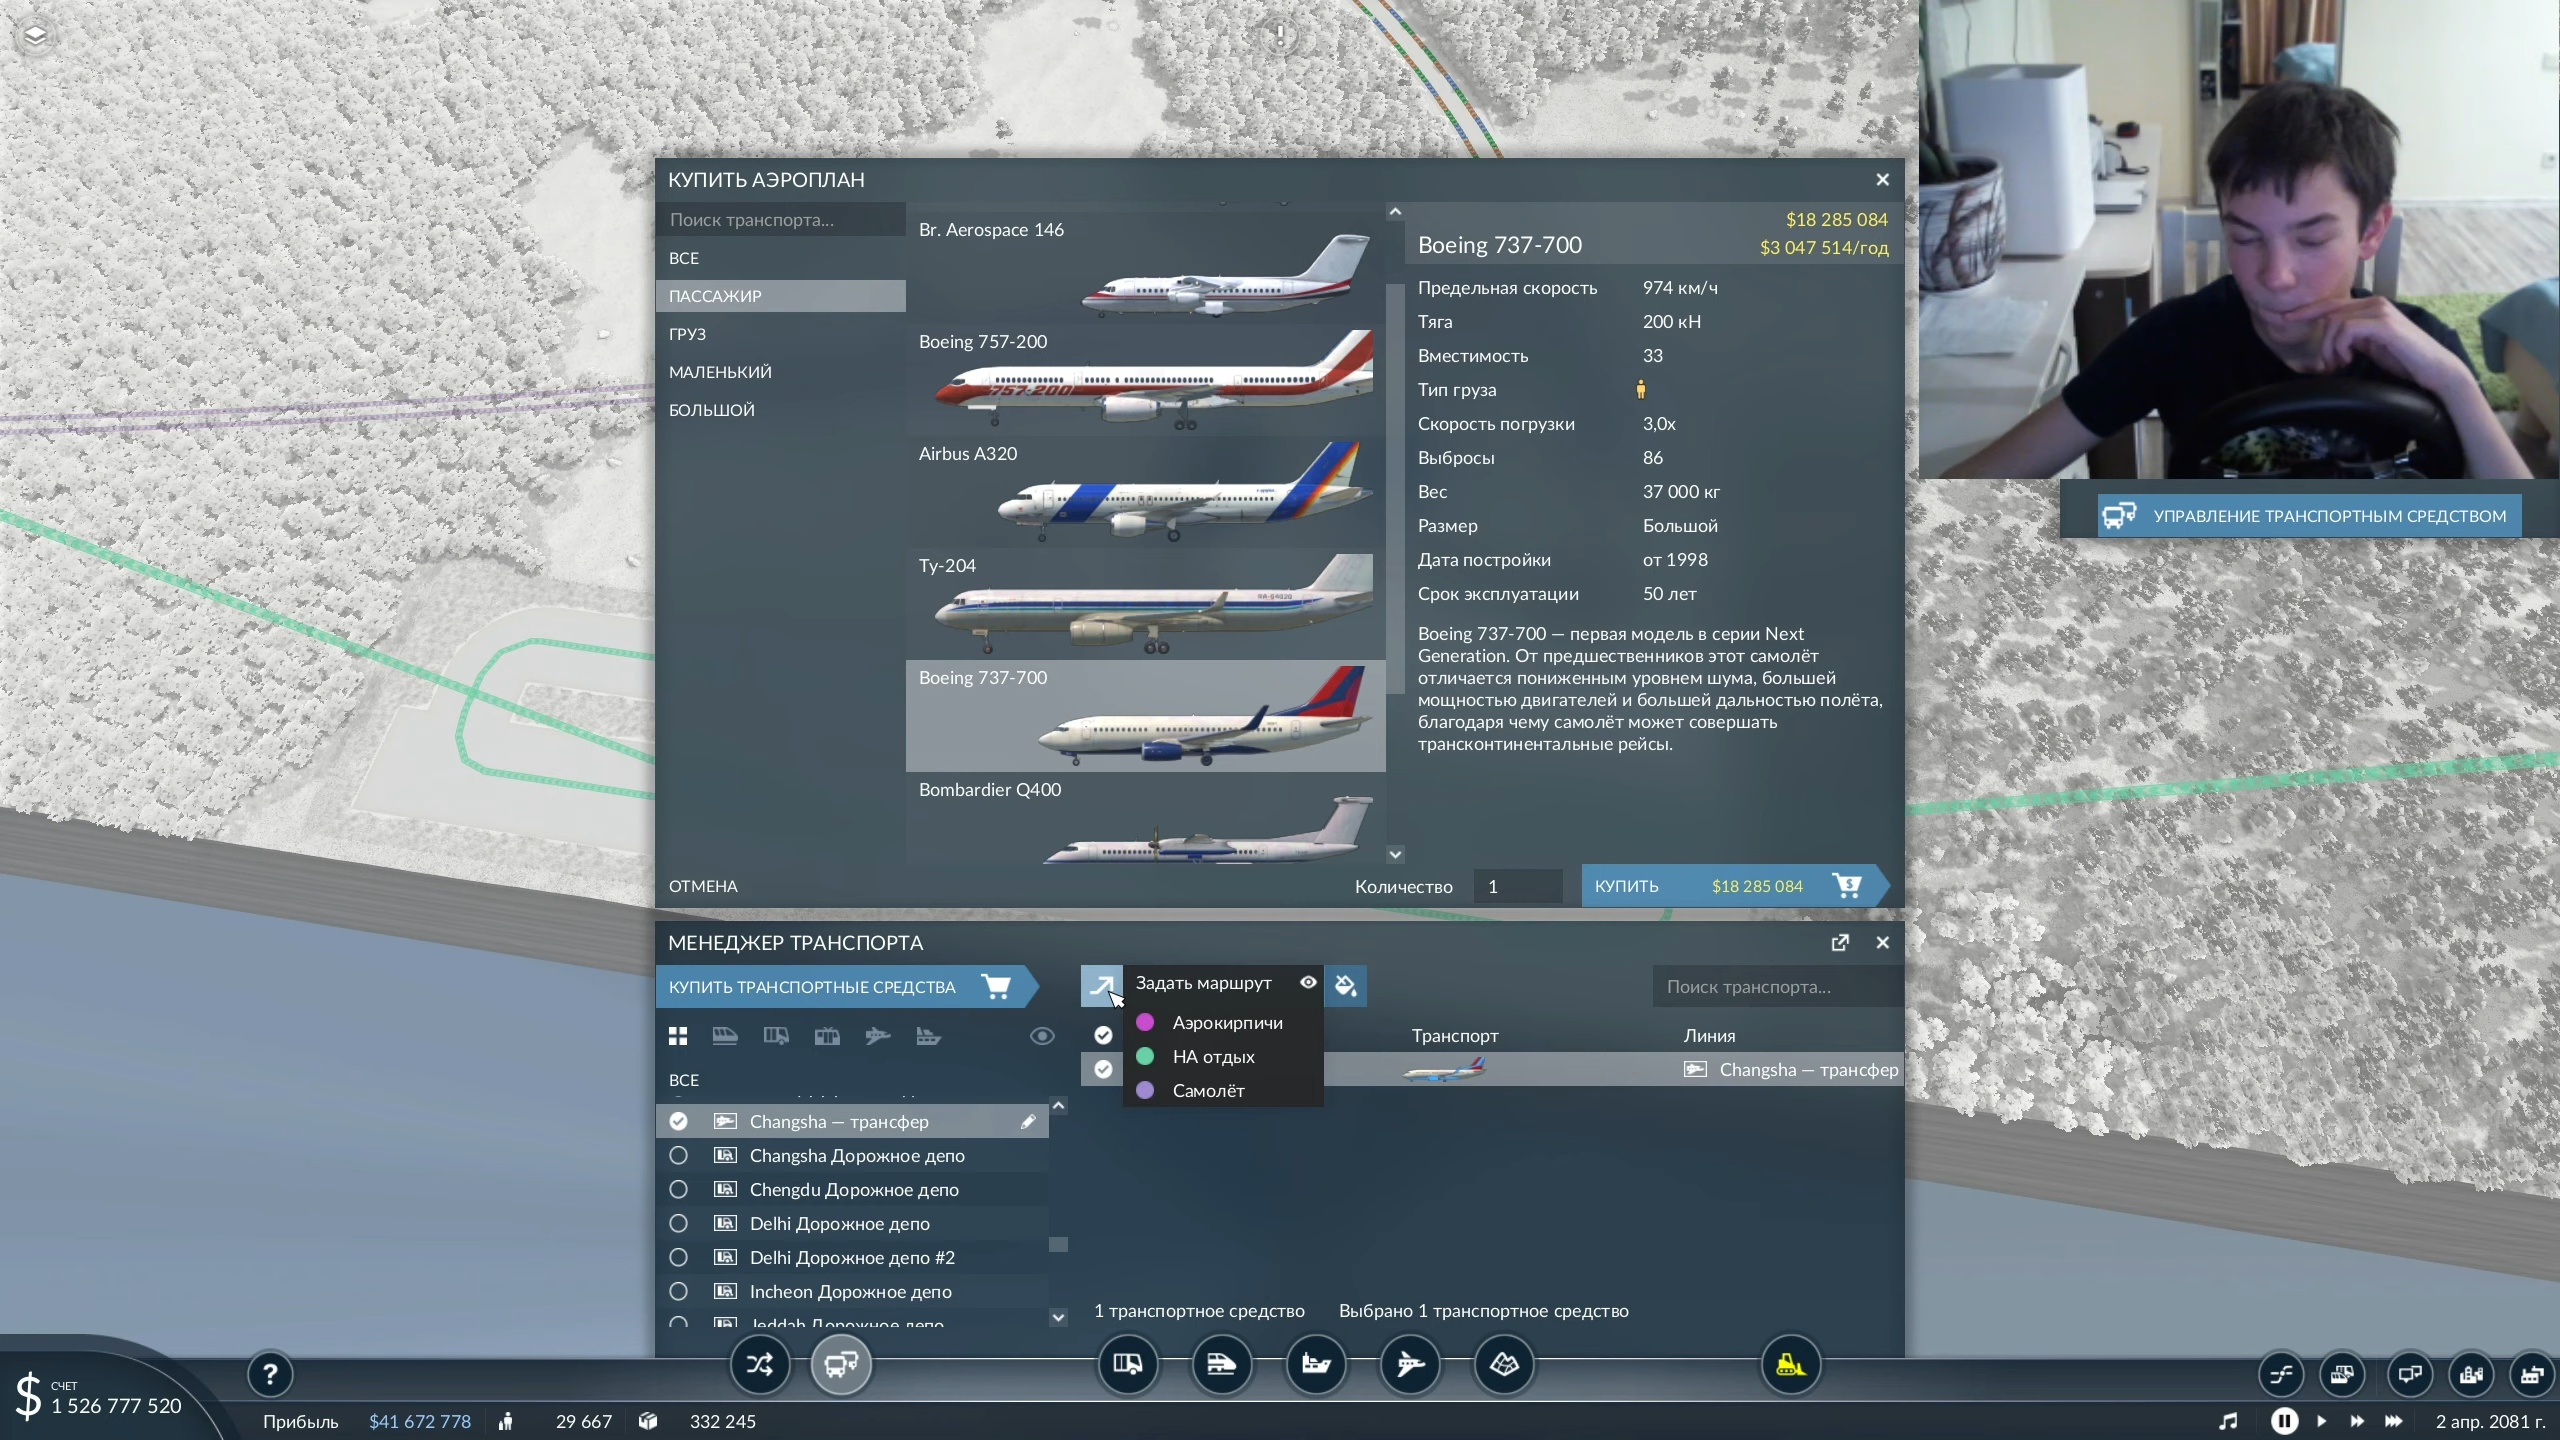 КУПИТЬ АЭРОПЛАН
Поиск транспорта...
ВСЕ
ПАССАЖИР
ГРУЗ
МАЛЕНЬКИЙ
БОЛЬШОЙ
Br. Aerospace 146
Boeing 757-200
Airbus A320
Ту-204
Boeing 737-700
Bombardier Q400
$18 285 084
Boeing 737-700
$3 047 514/год
Предельная скорость 974 км/ч
Тяга 200 кН
Вместимость 33
Тип груза
Скорость погрузки 3,0x
Выбросы 86
Вес 37 000 кг
Размер Большой
Дата постройки от 1998
Срок эксплуатации 50 лет
Boeing 737-700 — первая модель в серии Next
Generation. От предшественников этот самолёт
отличается пониженным уровнем шума, большей
мощностью двигателей и большей дальностью полёта,
благодаря чему самолёт может совершать
трансконтинентальные рейсы.
ОТМЕНА
Количество 1
КУПИТЬ $18 285 084
УПРАВЛЕНИЕ ТРАНСПОРТНЫМ СРЕДСТВОМ
МЕНЕДЖЕР ТРАНСПОРТА
КУПИТЬ ТРАНСПОРТНЫЕ СРЕДСТВА
Задать маршрут
Аэрокирпичи
НА отдых
Самолёт
Поиск транспорта...
Транспорт Линия
Changsha — трансфер
ВСЕ
Changsha — трансфер
Changsha Дорожное депо
Chengdu Дорожное депо
Delhi Дорожное депо
Delhi Дорожное депо #2
Incheon Дорожное депо
Jeddah Дорожное депо
1 транспортное средство Выбрано 1 транспортное средство
?
$ СЧЕТ
1 526 777 520
Прибыль $41 672 778 29 667 332 245
2 апр. 2081 г.